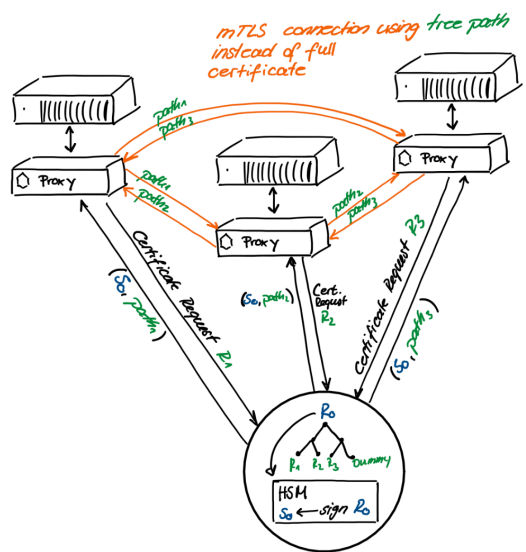 mTLS connection using tree path
instead of full
certificate
path₁
path₃
Proxy
Proxy
path₁
path₂
path₂
path₃
Proxy
Certificate Request R₁
(S₀, path₁)
(S₀, path₂)
Cert.
Request
R₂
Certificate Request R3
(S₀, path₃)
R₀
R₁ R₂ R₃ Dummy
HSM
S₀ ← sign R₀